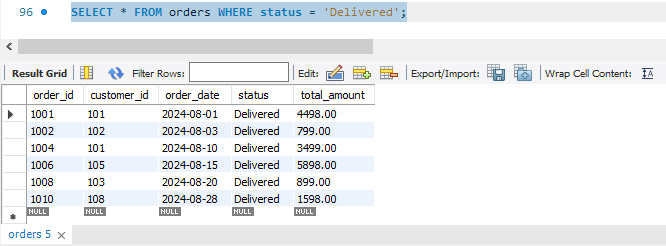 96 SELECT * FROM orders WHERE status = 'Delivered';
Result Grid Filter Rows: Edit: Export/Import: Wrap Cell Content:
order_id customer_id order_date status total_amount
1001 101 2024-08-01 Delivered 4498.00
1002 102 2024-08-03 Delivered 799.00
1004 101 2024-08-10 Delivered 3499.00
1006 105 2024-08-15 Delivered 5898.00
1008 103 2024-08-20 Delivered 899.00
1010 108 2024-08-28 Delivered 1598.00
NULL NULL NULL NULL NULL
orders 5